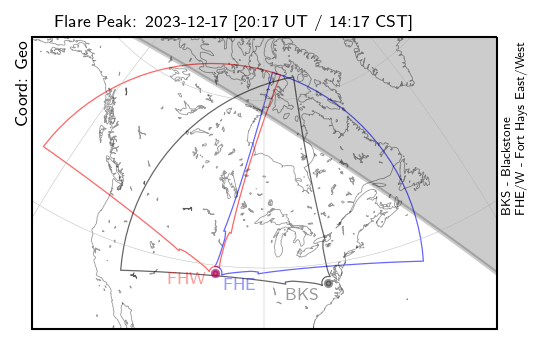 Flare Peak: 2023-12-17 [20:17 UT / 14:17 CST]
Coord: Geo
BKS - Blackstone
FHE/W - Fort Hays East/West
FHW
FHE
BKS